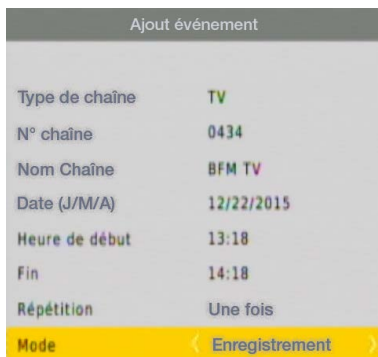 Ajout événement
Type de chaîne TV
N° chaîne 0434
Nom Chaîne BFM TV
Date (J/M/A) 12/22/2015
Heure de début 13:18
Fin 14:18
Répétition Une fois
Mode Enregistrement